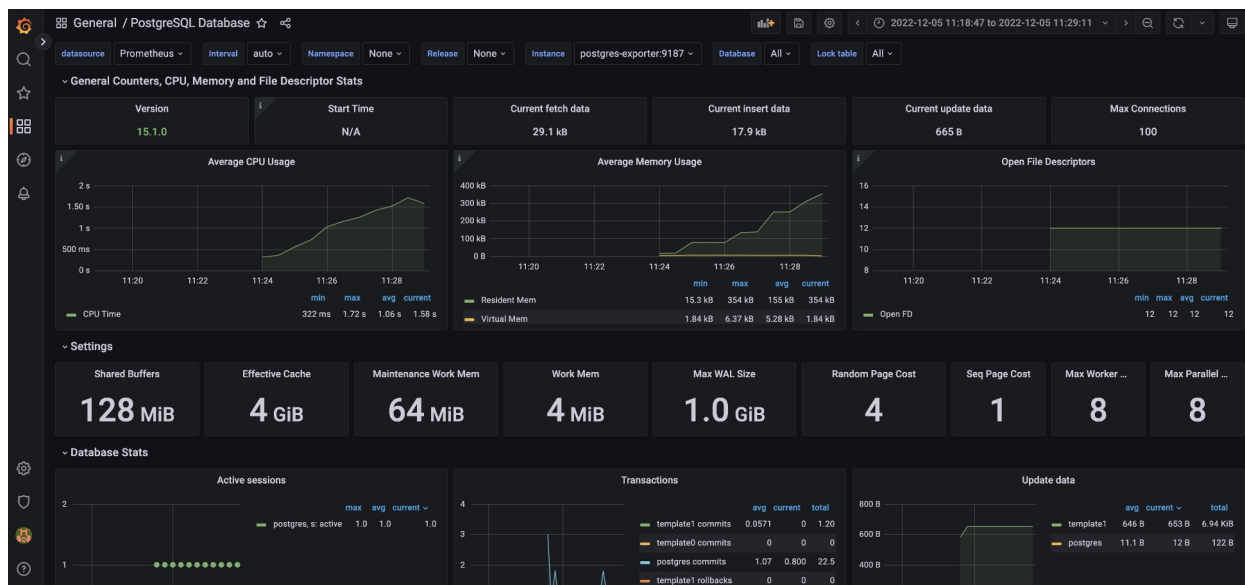 General / PostgreSQL Database
2022-12-05 11:18:47 to 2022-12-05 11:29:11
datasource Prometheus Interval auto Namespace None Release None Instance postgres-exporter:9187 Database All Lock table All
General Counters, CPU, Memory and File Descriptor Stats
Version
15.1.0
Start Time
N/A
Current fetch data
29.1 kB
Current insert data
17.9 kB
Current update data
665 B
Max Connections
100
Average CPU Usage
2 s
1.50 s
1 s
500 ms
0 s
11:20 11:22 11:24 11:26 11:28
min max avg current
CPU Time 322 ms 1.72 s 1.06 s 1.58 s
Average Memory Usage
400 kB
300 kB
200 kB
100 kB
0 B
11:20 11:22 11:24 11:26 11:28
min max avg current
Resident Mem 15.3 kB 354 kB 155 kB 354 kB
Virtual Mem 1.84 kB 6.37 kB 5.28 kB 1.84 kB
Open File Descriptors
16
14
12
10
8
11:20 11:22 11:24 11:26 11:28
min max avg current
Open FD 12 12 12 12
Settings
Shared Buffers
128 MiB
Effective Cache
4 GiB
Maintenance Work Mem
64 MiB
Work Mem
4 MiB
Max WAL Size
1.0 GiB
Random Page Cost
4
Seq Page Cost
1
Max Worker ...
8
Max Parallel ...
8
Database Stats
Active sessions
2
1
max avg current
postgres, s: active 1.0 1.0 1.0
Transactions
4
3
2
avg current total
template1 commits 0.0571 0 1.20
template0 commits 0 0 0
postgres commits 1.07 0.800 22.5
template1 rollbacks 0 0 0
Update data
800 B
600 B
400 B
avg current total
template1 646 B 653 B 6.94 KiB
postgres 11.1 B 12 B 122 B